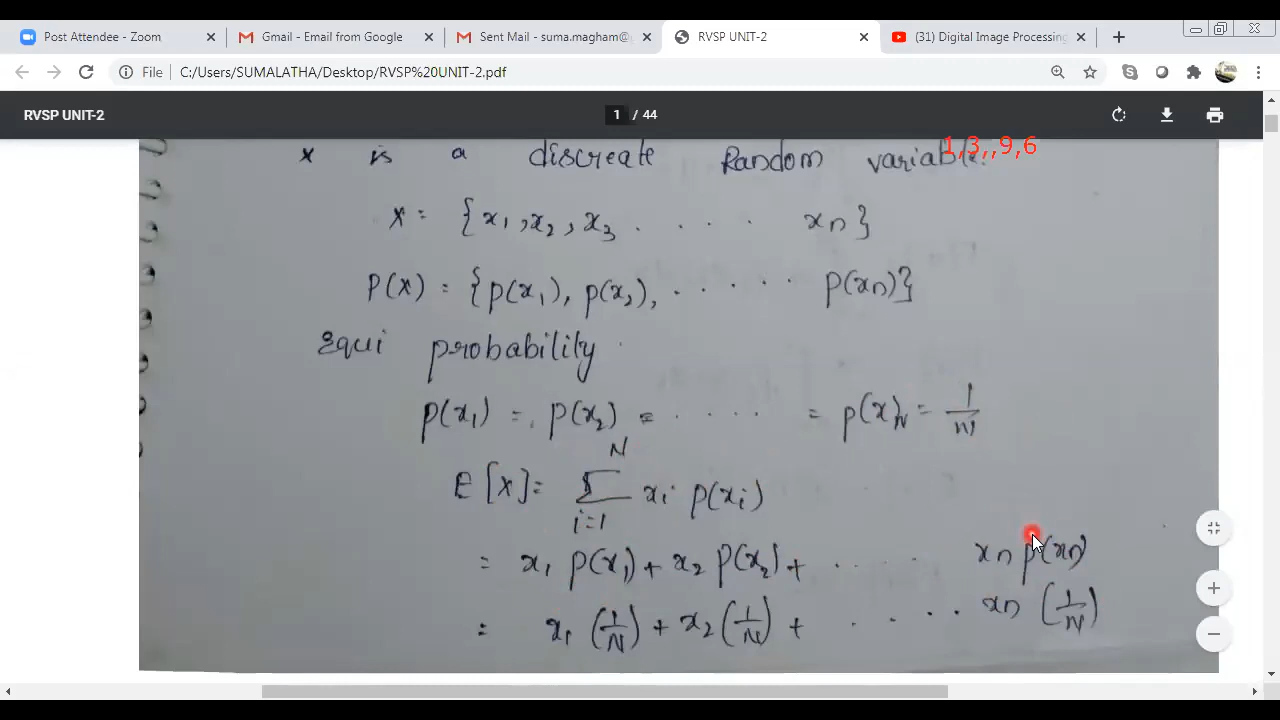 Post Attendee - Zoom
Gmail - Email from Google
Sent Mail - suma.magham@
RVSP UNIT-2
(31) Digital Image Processing
File | C:/Users/SUMALATHA/Desktop/RVSP%20UNIT-2.pdf
RVSP UNIT-2
1 / 44
1,3,,9,6
X is a discreate Random variable.
X = {x₁, x₂, x₃ . . . . . xn}
P(X) = {p(x₁), p(x₂), . . . . . . p(xn)}
Equi probability
p(x₁) = p(x₂) = . . . . = p(x)N = 1/n
E[X] = N Σ i=1 xi p(xi)
= x₁ p(x₁) + x₂ p(x₂) + . . . . xn p(xn)
= x₁ (1/N) + x₂ (1/N) + . . . . xn (1/N)